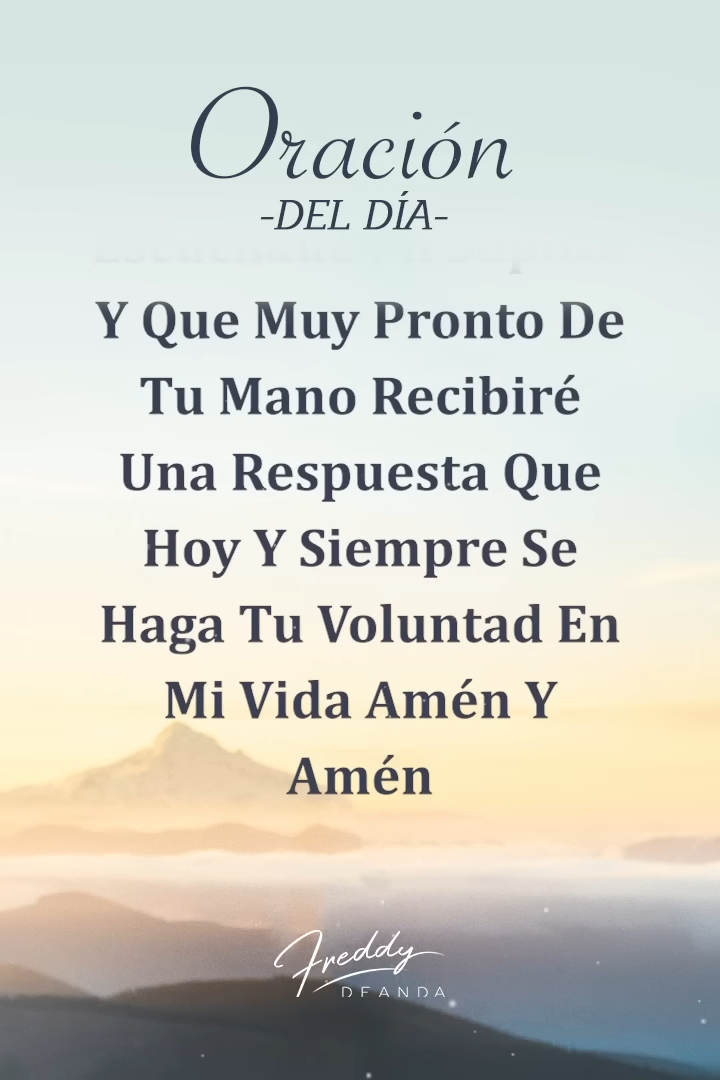 Oración
-DEL DÍA-
Y Que Muy Pronto De
Tu Mano Recibiré
Una Respuesta Que
Hoy Y Siempre Se
Haga Tu Voluntad En
Mi Vida Amén Y
Amén
Freddy
DEANDA